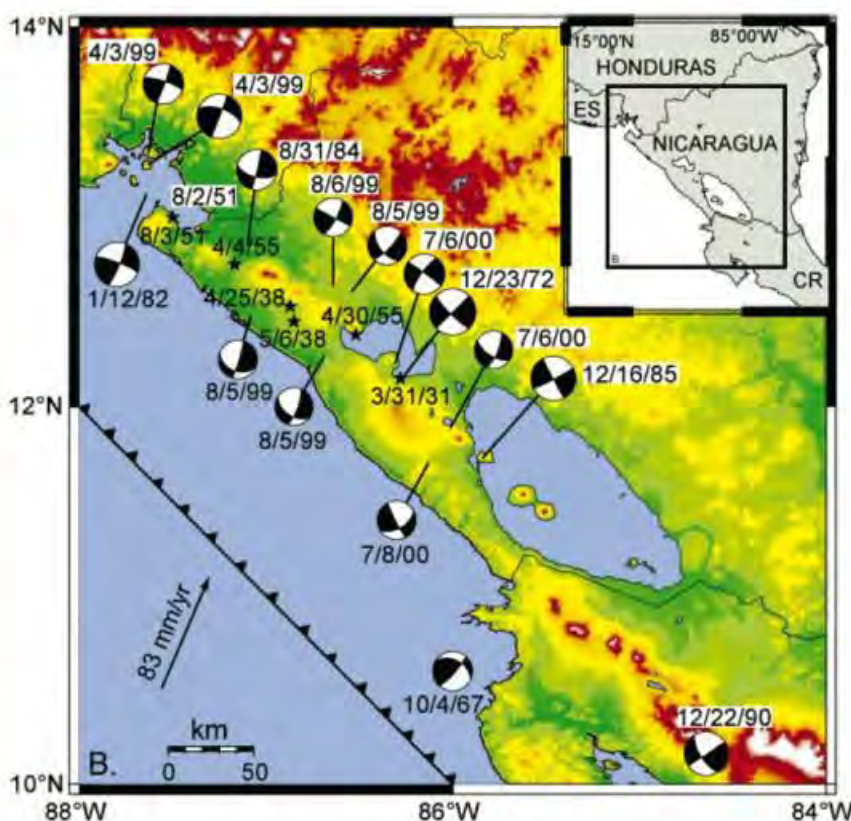 14°N
15°00'N
85°00'W
HONDURAS
ES
NICARAGUA
CR
B
4/3/99
4/3/99
8/31/84
8/6/99
8/5/99
8/2/51
8/3/51
4/4/55
7/6/00
12/23/72
1/12/82
4/25/38
4/30/55
5/6/38
7/6/00
8/5/99
3/31/31
12/16/85
12°N
8/5/99
7/8/00
83 mm/yr
10/4/67
km
12/22/90
B.
0 50
10°N
88°W
86°W
84°W